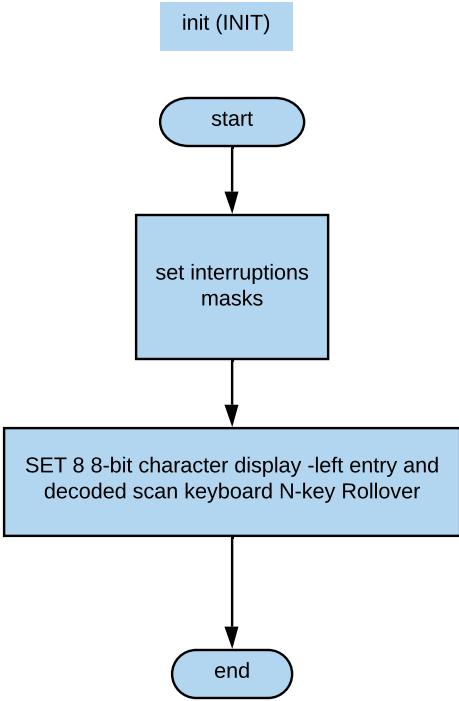 init (INIT)
start
set interruptions
masks
SET 8 8-bit character display -left entry and
decoded scan keyboard N-key Rollover
end